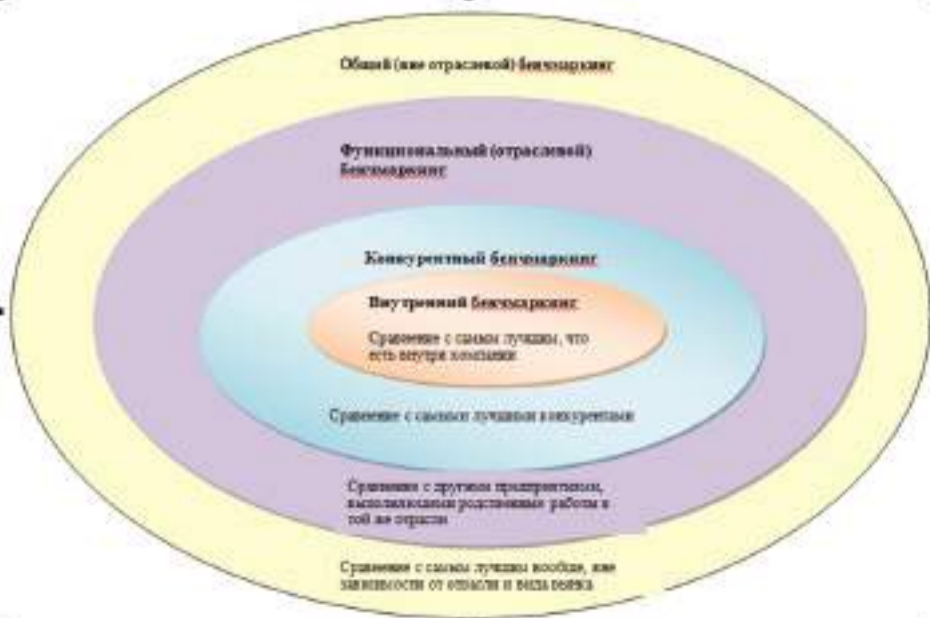 Общий (вне отраслевой) бенчмаркинг
Функциональный (отраслевой)
бенчмаркинг
Конкурентный бенчмаркинг
Внутренний бенчмаркинг
Сравнение с самым лучшим, что
есть внутри компании
Сравнение с самыми лучшими конкурентами
Сравнение с другими предприятиями,
выполняющими родственные работы в
той же отрасли
Сравнение с самым лучшим вообще, вне
зависимости от отрасли и вида рынка